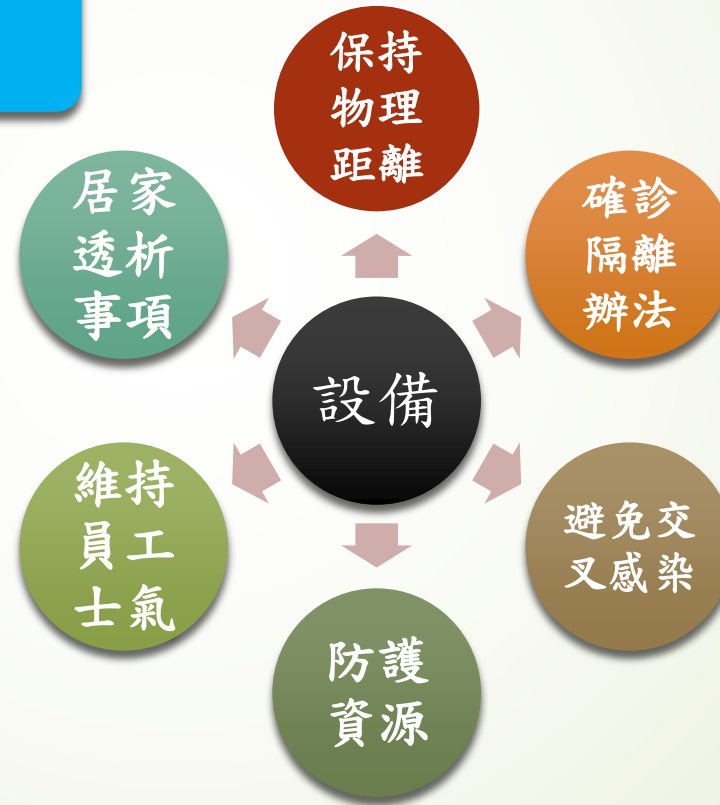 保持
物理
距離
確診
隔離
辦法
避免交
叉感染
防護
資源
維持
員工
士氣
居家
透析
事項
設備